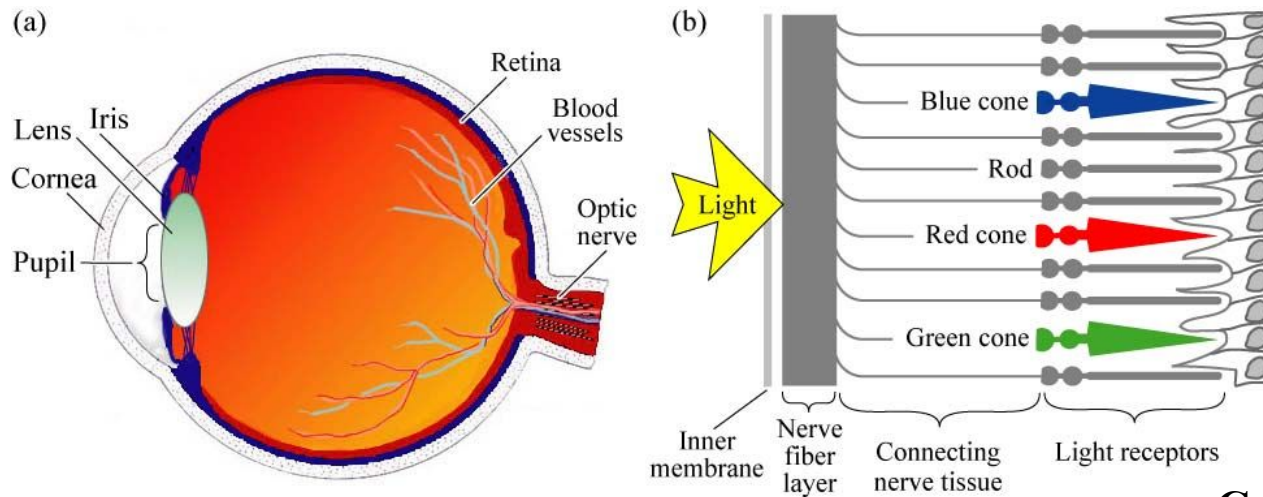 (a)
Retina
Blood
vessels
Iris
Lens
Cornea
Pupil
Optic
nerve
(b)
Blue cone
Rod
Light
Red cone
Green cone
Inner
membrane
Nerve
fiber
layer
Connecting
nerve tissue
Light receptors